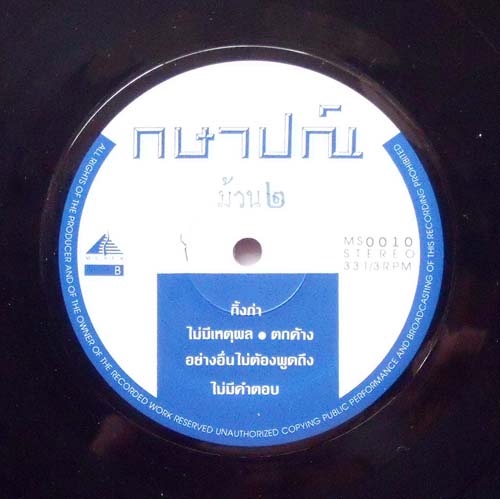 กษาปณ์
ม้วน ๒
MS0010
STEREO
33 1/3 RPM
B
กิ้งก่า
ไม่มีเหตุผล • ตกค้าง
อย่างอื่นไม่ต้องพูดถึง
ไม่มีคำตอบ
ALL RIGHTS OF THE PRODUCER AND OF THE OWNER OF THE RECORDED WORK RESERVED UNAUTHORIZED COPYING PUBLIC PERFORMANCE AND BROADCASTING OF THIS RECORDING PROHIBITED